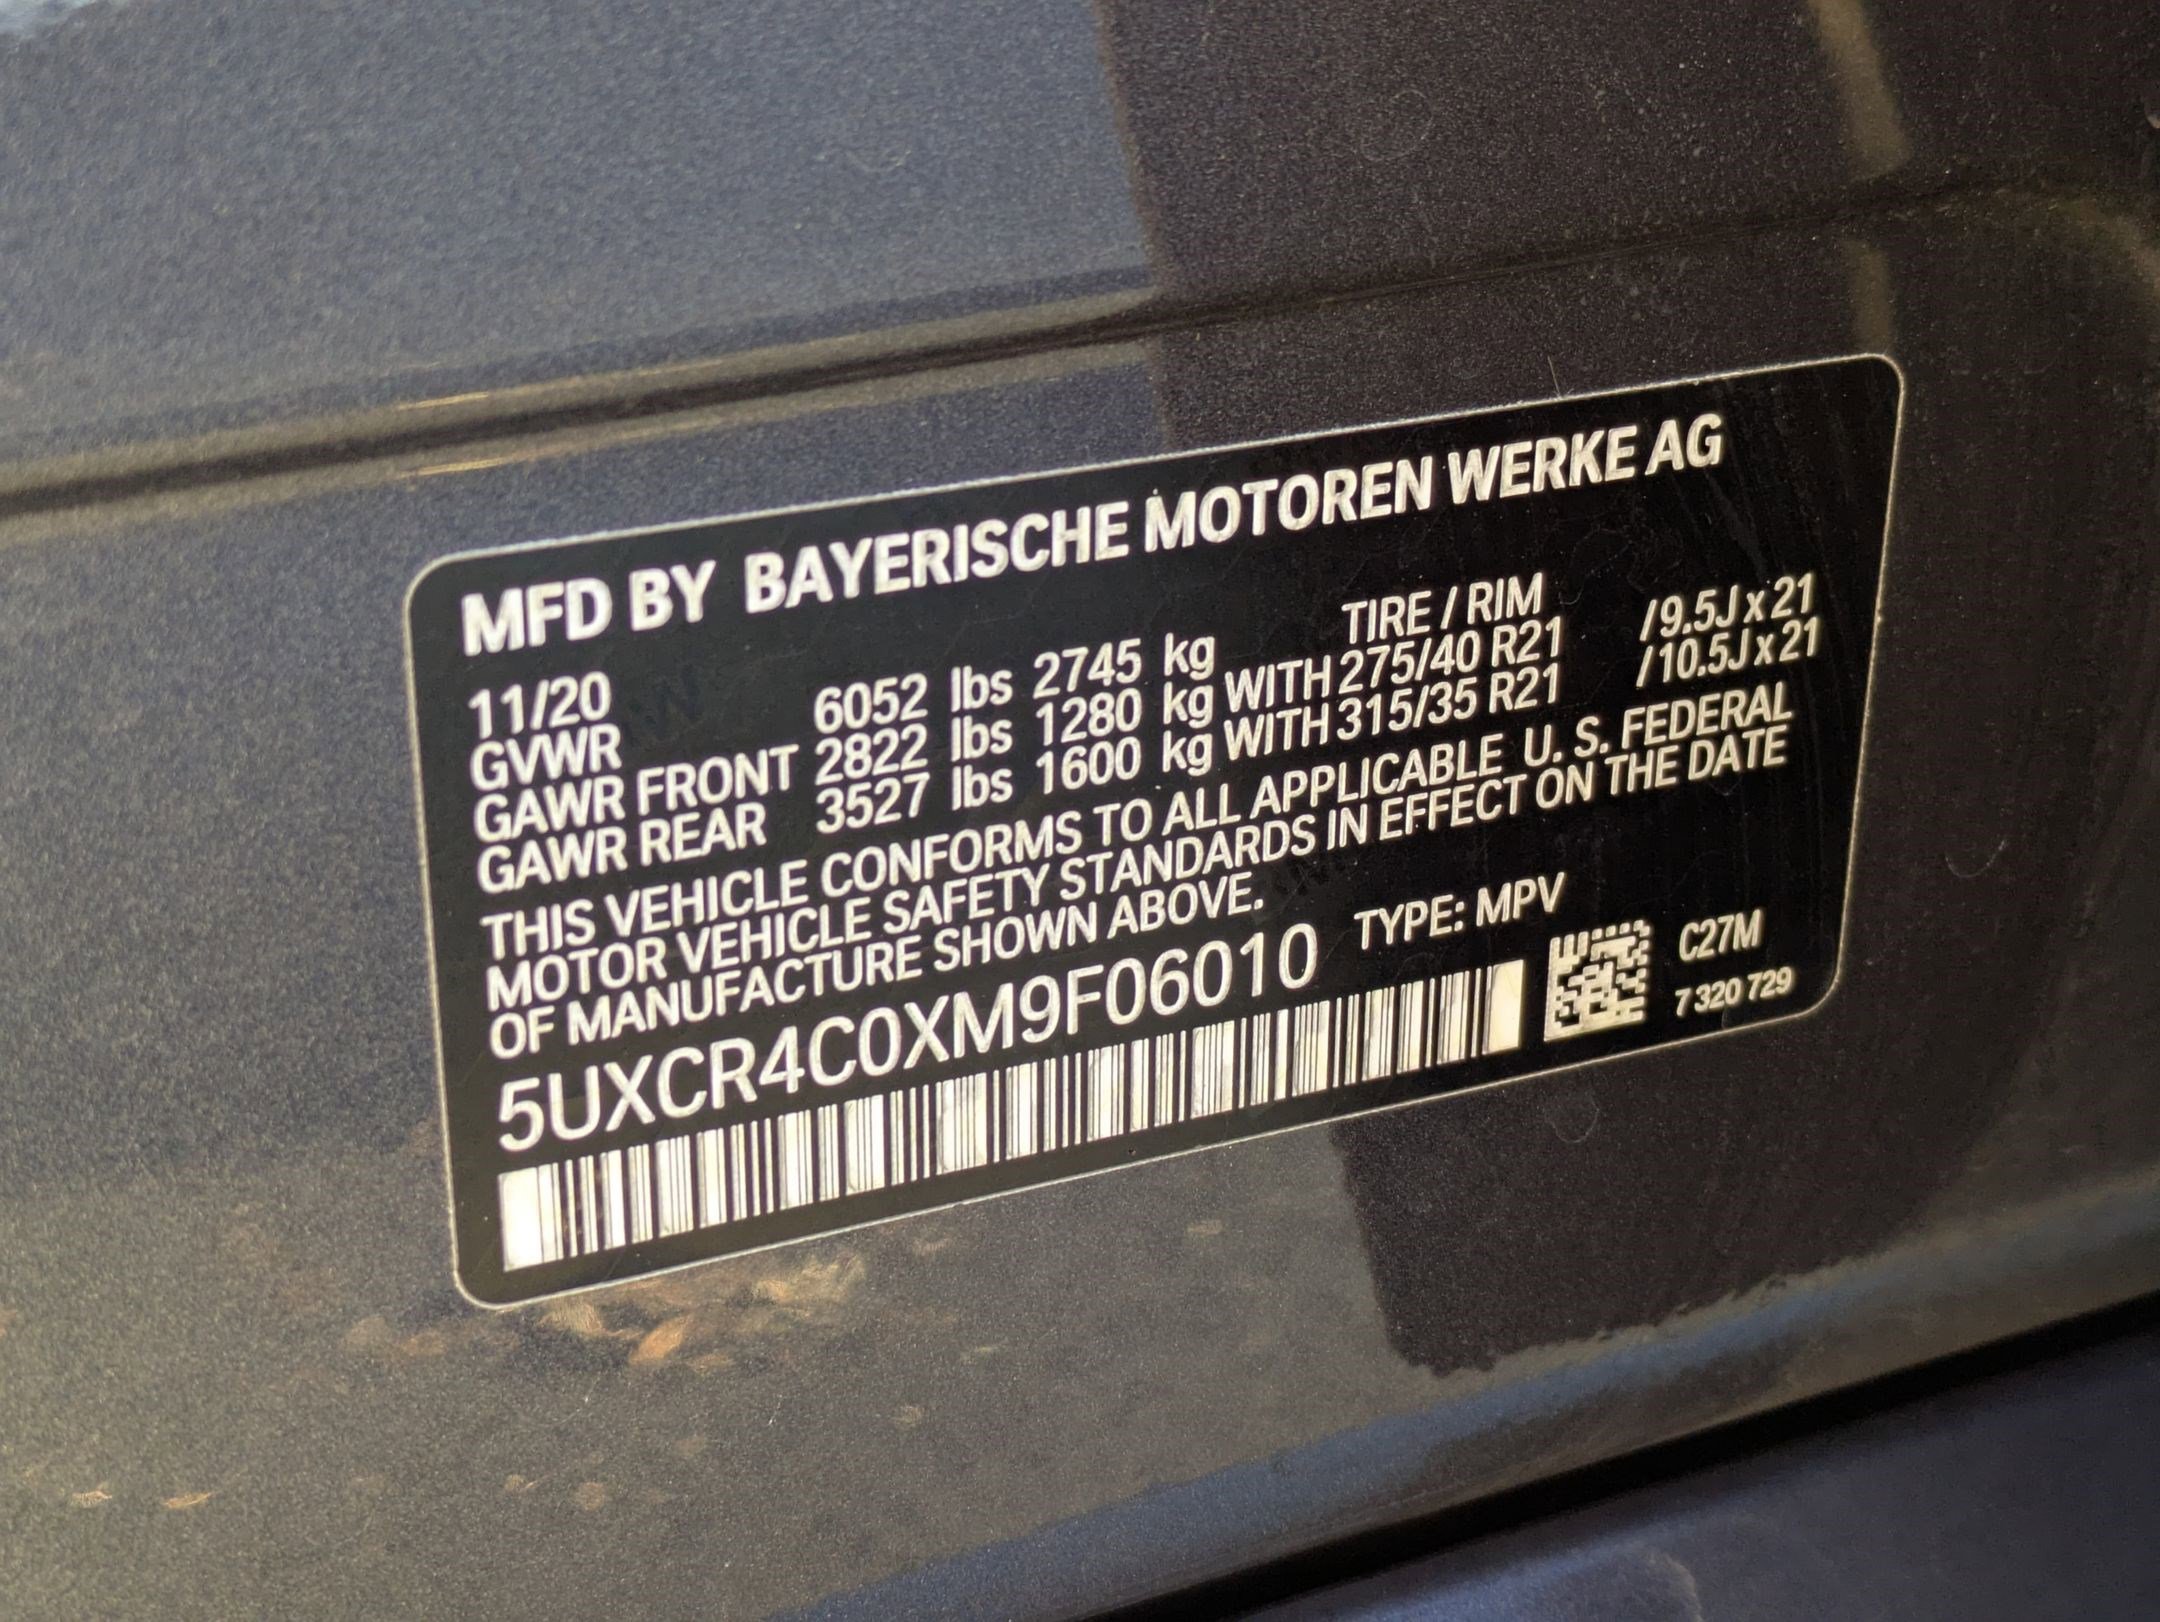 MFD BY BAYERISCHE MOTOREN WERKE AG
11/20 TIRE / RIM
GVWR 6052 lbs 2745 kg
GAWR FRONT 2822 lbs 1280 kg WITH 275/40 R21 /9.5J x 21
GAWR REAR 3527 lbs 1600 kg WITH 315/35 R21 /10.5J x 21
THIS VEHICLE CONFORMS TO ALL APPLICABLE U. S. FEDERAL
MOTOR VEHICLE SAFETY STANDARDS IN EFFECT ON THE DATE
OF MANUFACTURE SHOWN ABOVE.
5UXCR4C0XM9F06010 TYPE: MPV
C27M
7 320 729